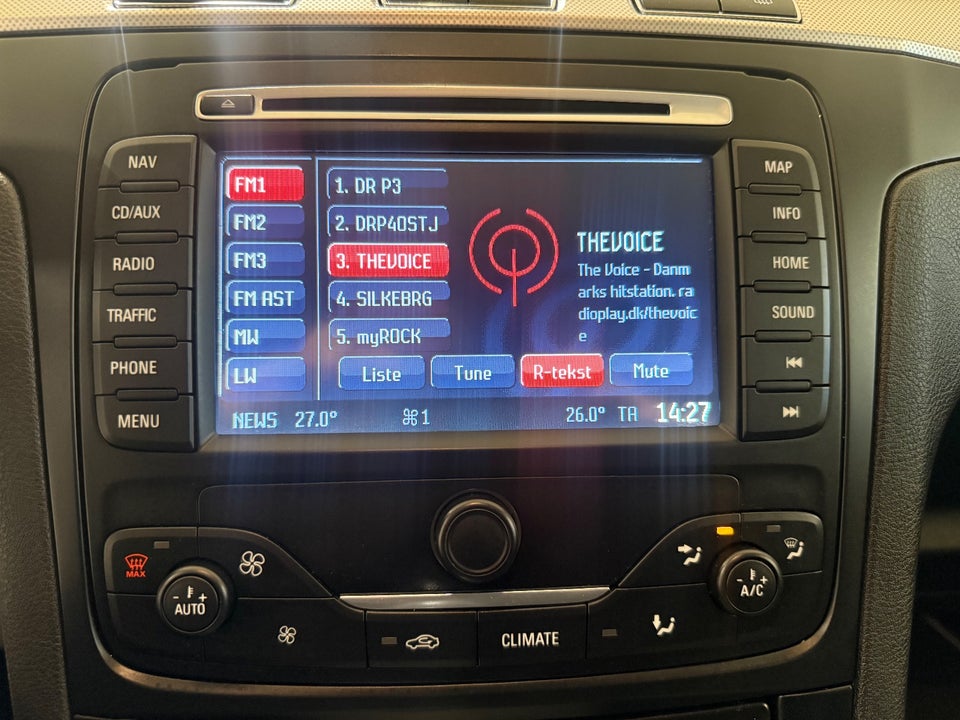 NAV
CD/AUX
RADIO
TRAFFIC
PHONE
MENU
FM1
FM2
FM3
FM AST
MW
LW
1. DR P3
2. DRP4OSTJ
3. THEVOICE
4. SILKEBRG
5. myROCK
THEVOICE
The Voice - Danm
arks hitstation. ra
dioplay.dk/thevoic
e
Liste
Tune
R-tekst
Mute
NEWS 27.0° 1 26.0° TA 14:27
MAP
INFO
HOME
SOUND
MAX
- +
AUTO
- +
A/C
CLIMATE